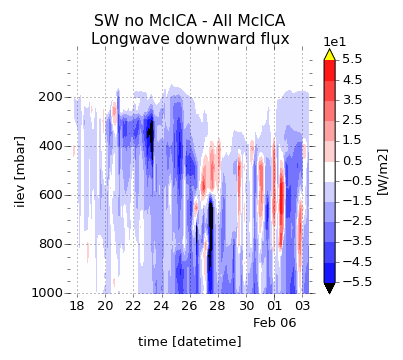 SW no McICA - All McICA
Longwave downward flux
1e1
5.5
4.5
3.5
2.5
1.5
0.5
−0.5
−1.5
−2.5
−3.5
−4.5
−5.5
[W/m2]
ilev [mbar]
200
400
600
800
1000
18 20 22 24 26 28 30 01 03
Feb 06
time [datetime]